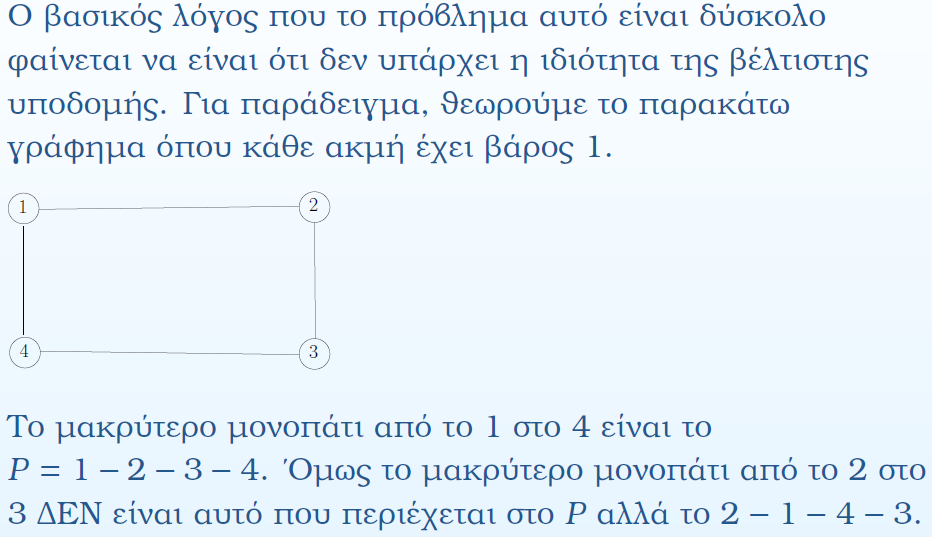 Ο βασικός λόγος που το πρόβλημα αυτό είναι δύσκολο
φαίνεται να είναι ότι δεν υπάρχει η ιδιότητα της βέλτιστης
υποδομής. Για παράδειγμα, θεωρούμε το παρακάτω
γράφημα όπου κάθε ακμή έχει βάρος 1.
1 2
4 3
Το μακρύτερο μονοπάτι από το 1 στο 4 είναι το
P = 1 – 2 – 3 – 4. Όμως το μακρύτερο μονοπάτι από το 2 στο
3 ΔΕΝ είναι αυτό που περιέχεται στο P αλλά το 2 – 1 – 4 – 3.